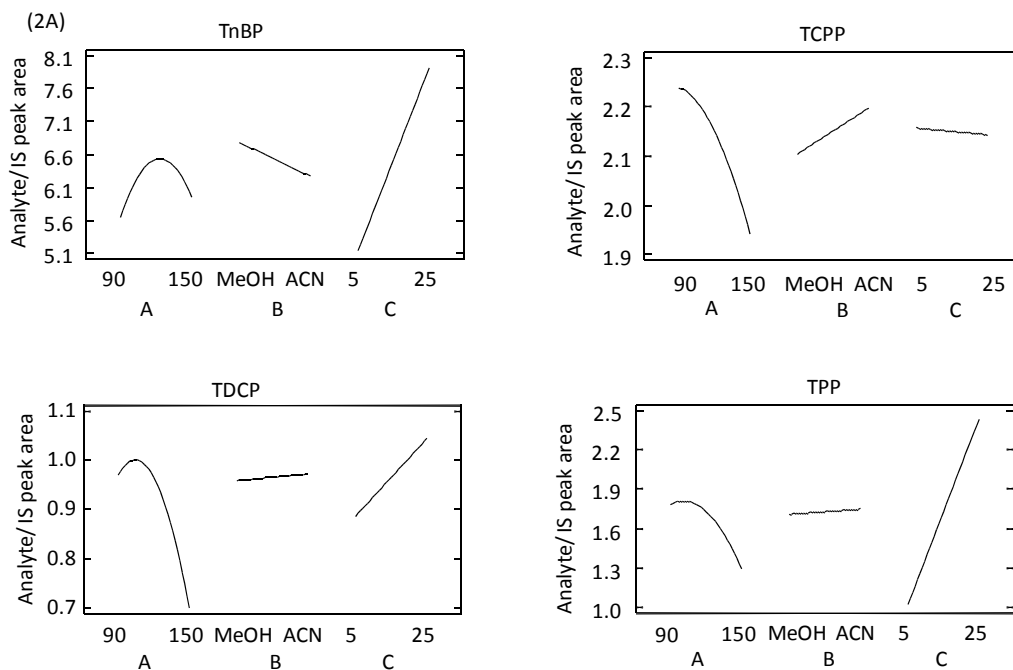 (2A)
TnBP
Analyte/ IS peak area
8.1
7.6
7.1
6.6
6.1
5.6
5.1
90 150 MeOH ACN 5 25
A B C
TCPP
Analyte/ IS peak area
2.3
2.2
2.1
2.0
1.9
90 150 MeOH ACN 5 25
A B C
TDCP
Analyte/ IS peak area
1.1
1.0
0.9
0.8
0.7
90 150 MeOH ACN 5 25
A B C
TPP
Analyte/ IS peak area
2.5
1.9
1.6
1.3
1.0
90 150 MeOH ACN 5 25
A B C